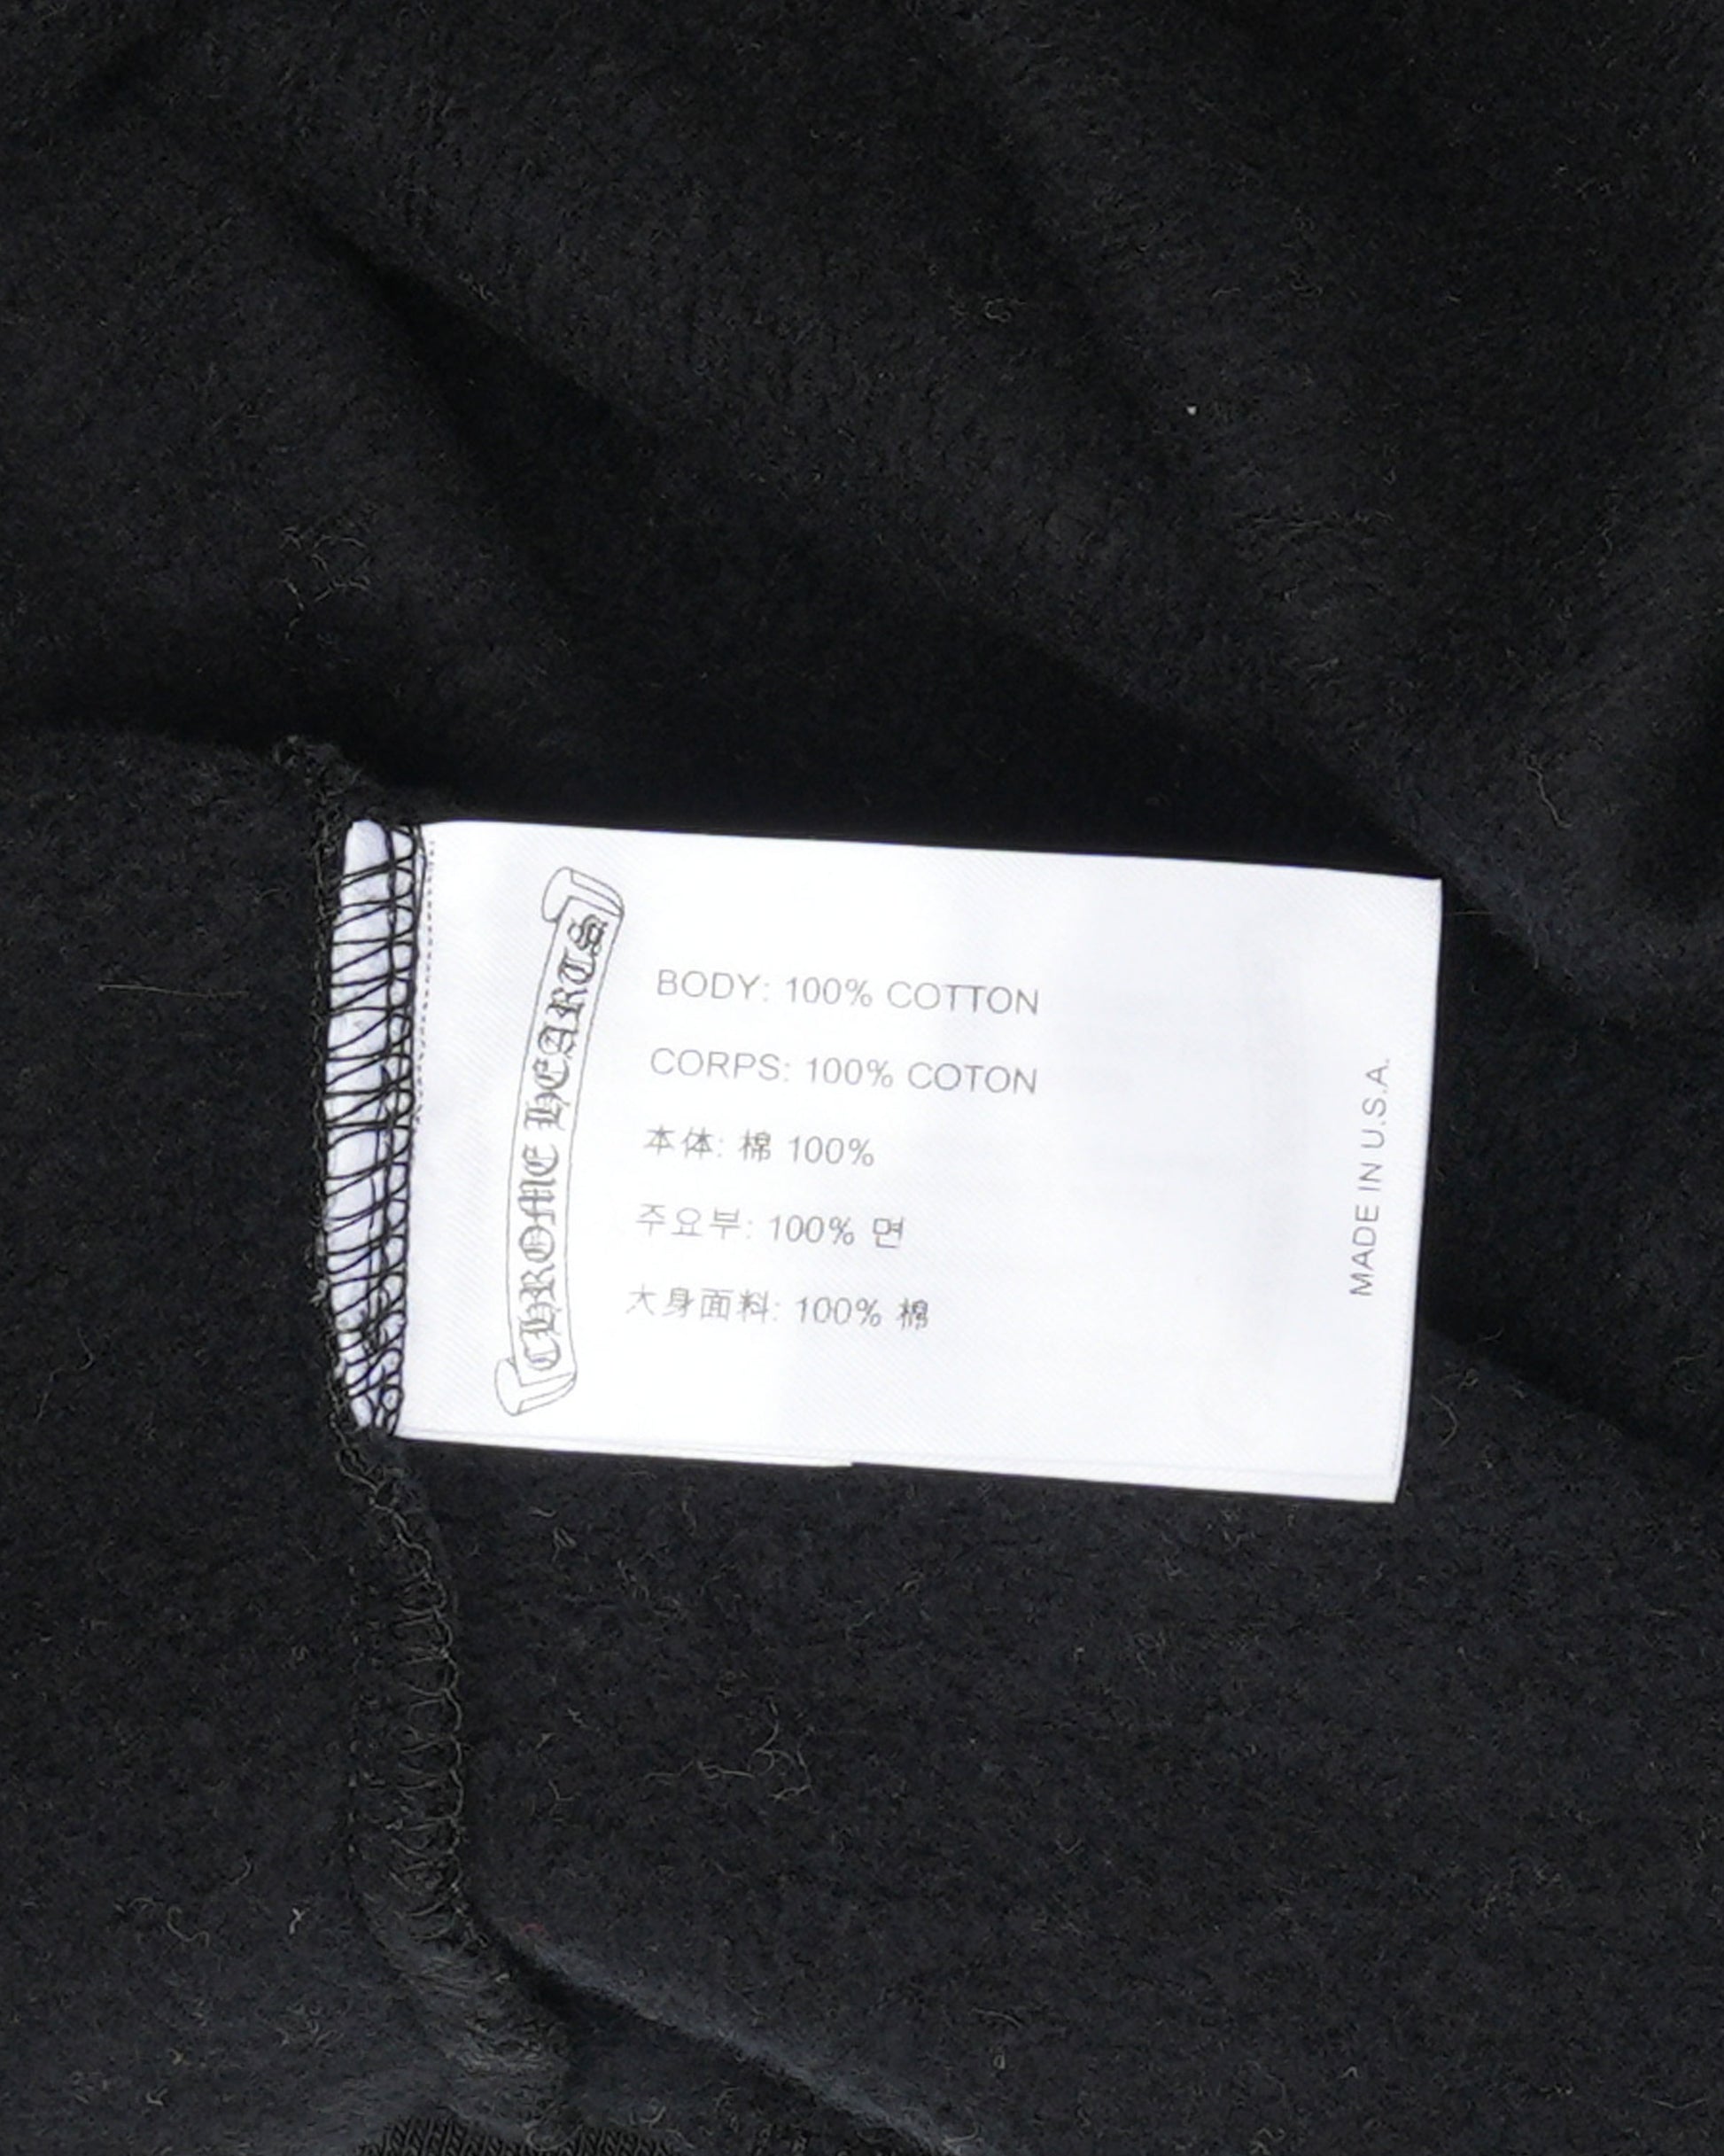 CHROME HEARTS
BODY: 100% COTTON
CORPS: 100% COTON
本体: 棉 100%
주요부: 100% 면
大身面料: 100% 棉
MADE IN U.S.A.